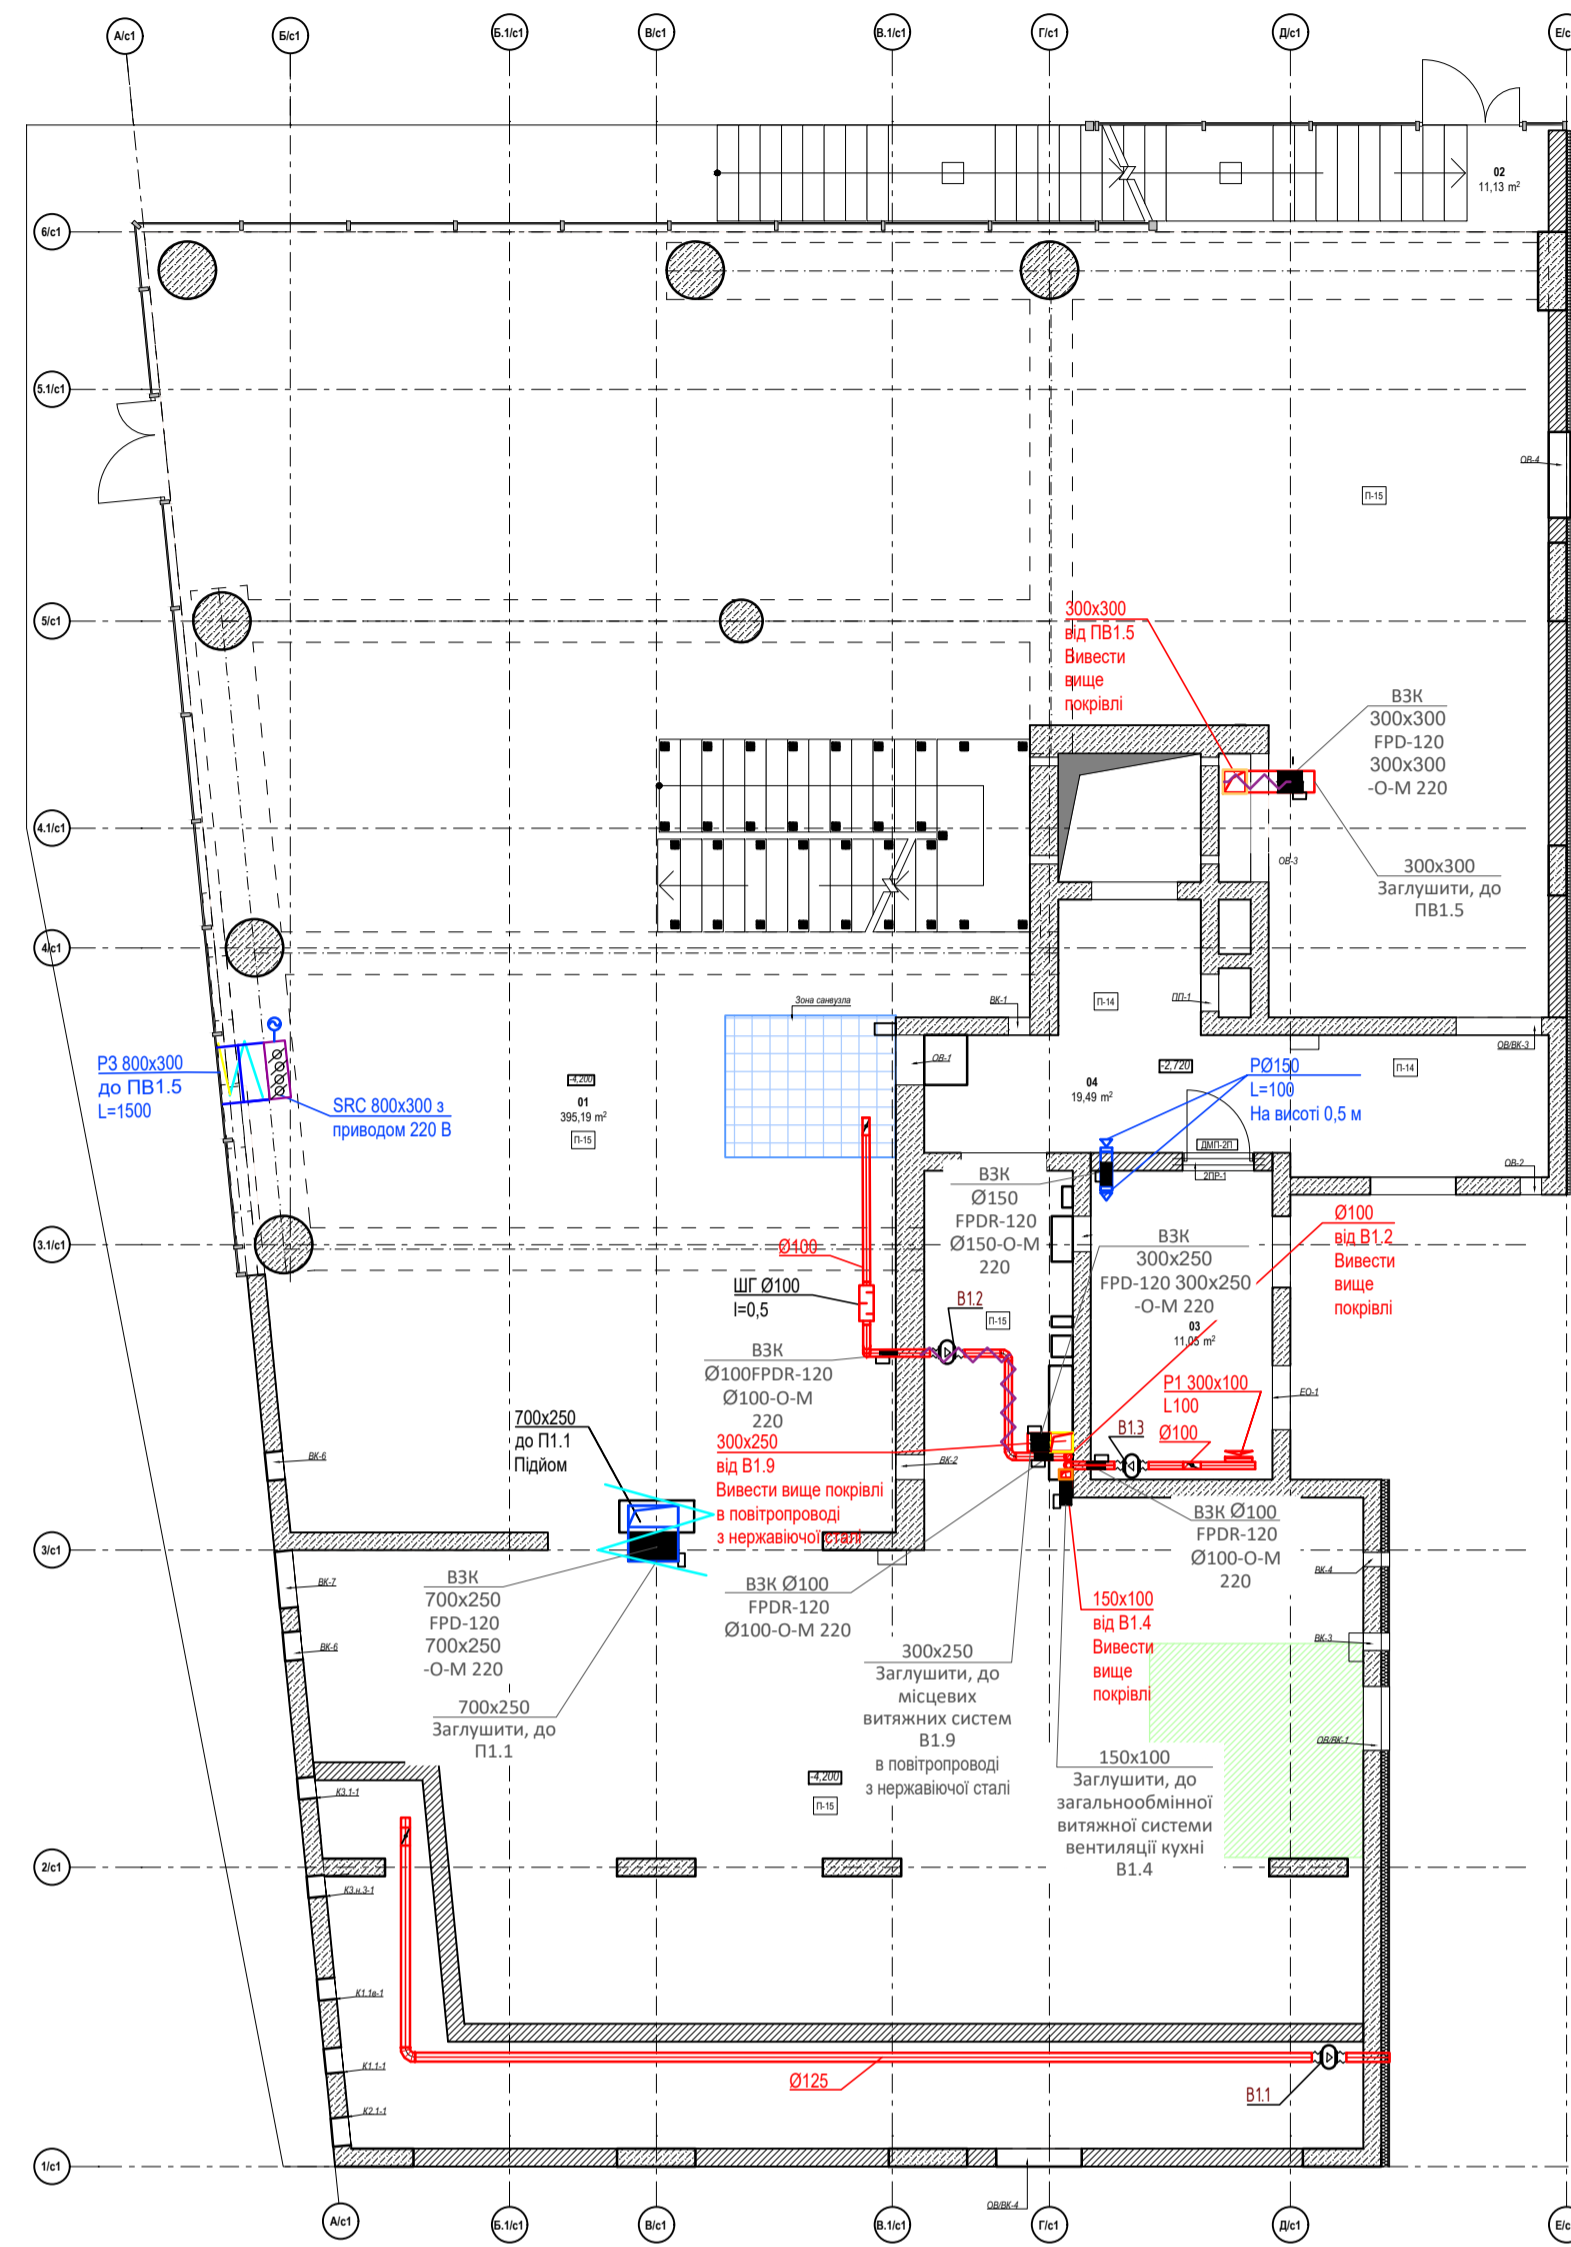 А/с1
Б/с1
Б.1/с1
В/с1
В.1/с1
Г/с1
Д/с1
Е/с
02
11,13 m²
6/с1
5.1/с1
ОВ-4
П-15
5/с1
300х300
від ПВ1.5
Вивести
вище
покрівлі
ВЗК
300х300
FPD-120
300х300
-О-М 220
4.1/с1
ОВ-3
300х300
Заглушити, до
ПВ1.5
4/с1
Зона санвузла
ВК-1
П-14
ПП-1
ОВ/ВК-3
П-14
РЗ 800х300
до ПВ1.5
L=1500
SRC 800х300 з
приводом 220 В
-4,200
01
395,19 m²
П-15
ОВ-1
04
19,49 m²
-2,720
РØ150
L=100
На висоті 0,5 м
ДМП-2П
2ПР-1
ОВ-2
ВЗК
Ø150
FPDR-120
Ø150-О-М
220
3.1/с1
Ø100
ШГ Ø100
l=0,5
В1.2
П-15
ВЗК
300х250
FPD-120 300х250
-О-М 220
Ø100
від В1.2
Вивести
вище
покрівлі
03
11,05 m²
ВЗК
Ø100FPDR-120
Ø100-О-М
220
Р1 300х100
L100
ЕО-1
700х250
до П1.1
Підйом
300х250
від В1.9
Вивести вище покрівлі
в повітропроводі
з нержавіючої сталі
В1.3
Ø100
ВК-6
ВК-2
3/с1
ВК-7
ВЗК
700х250
FPD-120
700х250
-О-М 220
ВЗК Ø100
FPDR-120
Ø100-О-М 220
ВЗК Ø100
FPDR-120
Ø100-О-М
220
ВК-4
ВК-6
150х100
від В1.4
Вивести
вище
покрівлі
ВК-3
300х250
Заглушити, до
місцевих
витяжних систем
В1.9
в повітропроводі
з нержавіючої сталі
700х250
Заглушити, до
П1.1
ОВ/ВК-1
150х100
Заглушити, до
загальнообмінної
витяжної системи
вентиляції кухні
В1.4
-4,200
П-15
К3.1-1
2/с1
К3.н.3-1
К1.1в-1
К1.1-1
Ø125
В1.1
К2.1-1
1/с1
ОВ/ВК-4
А/с1
Б.1/с1
В/с1
В.1/с1
Г/с1
Д/с1
Е/с